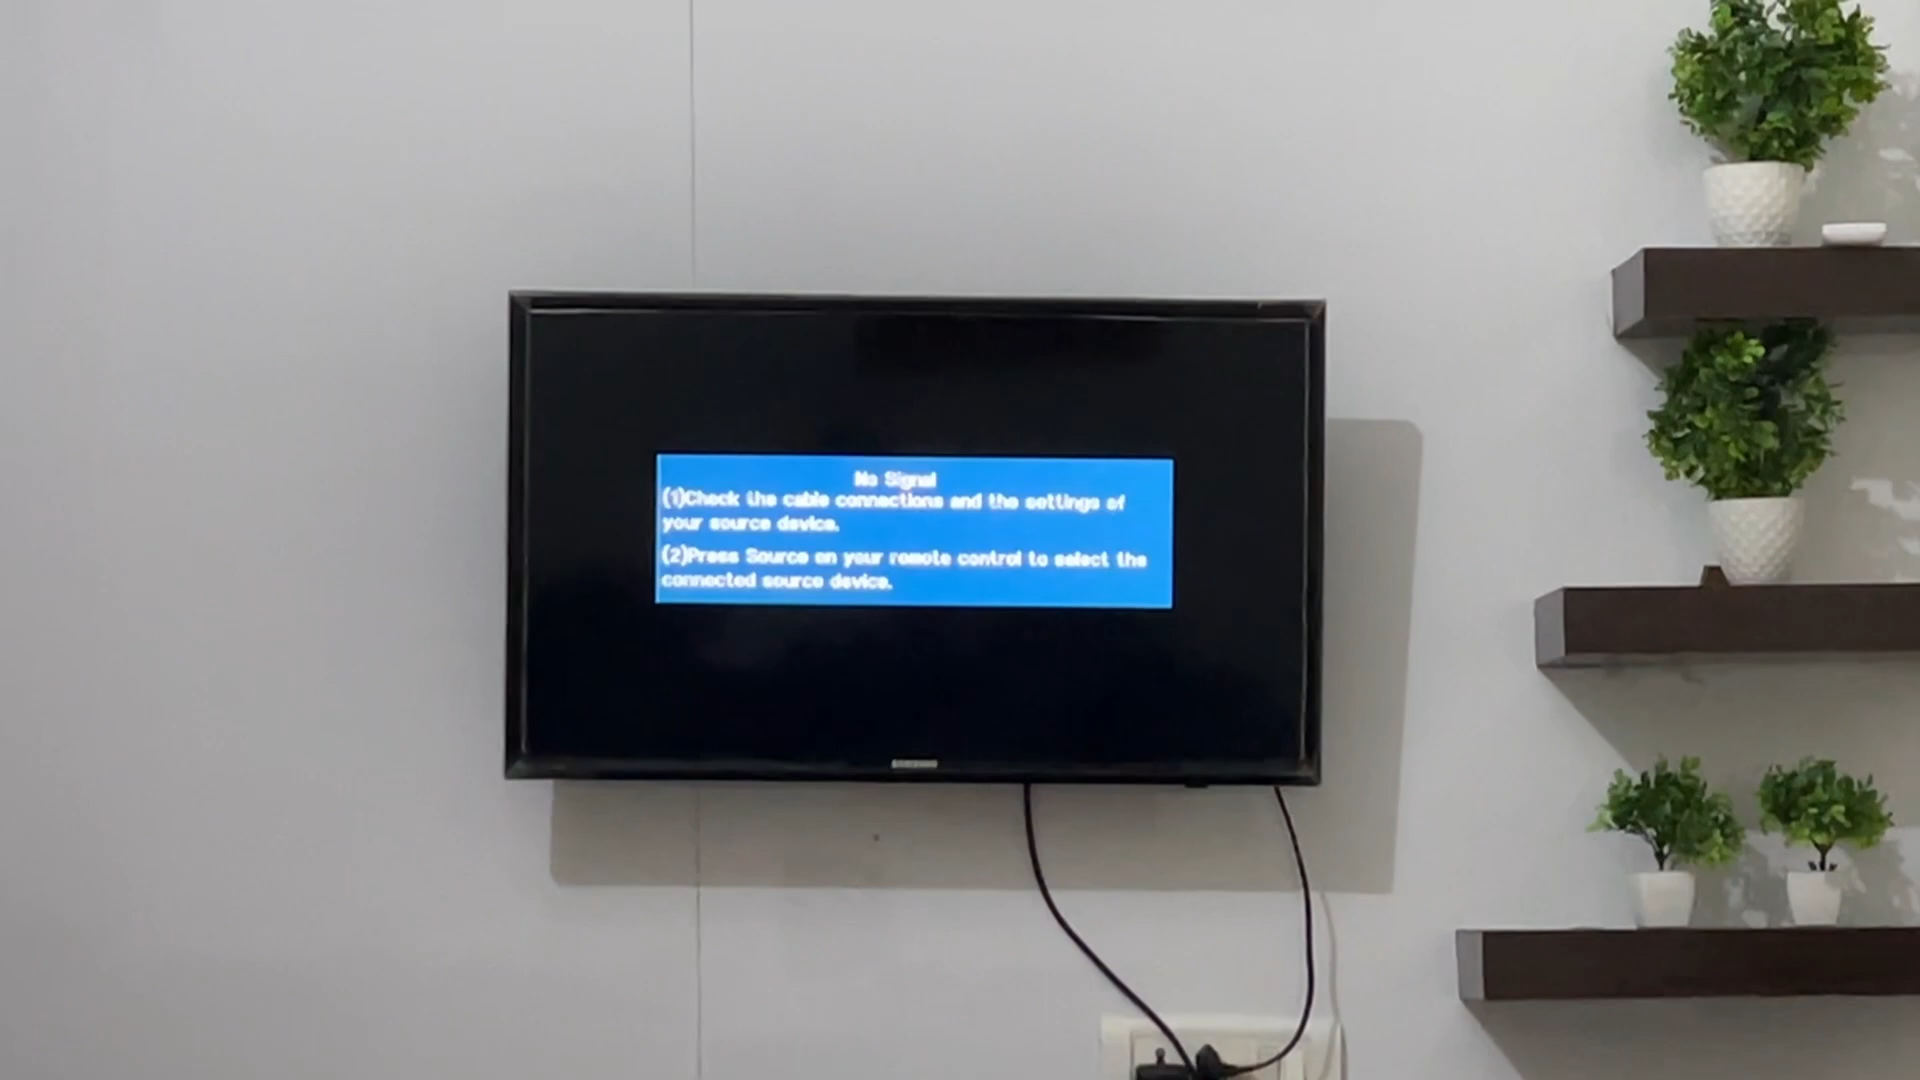 No Signal
(1)Check the cable connections and the settings of
your source device.
(2)Press Source on your remote control to select the
connected source device.